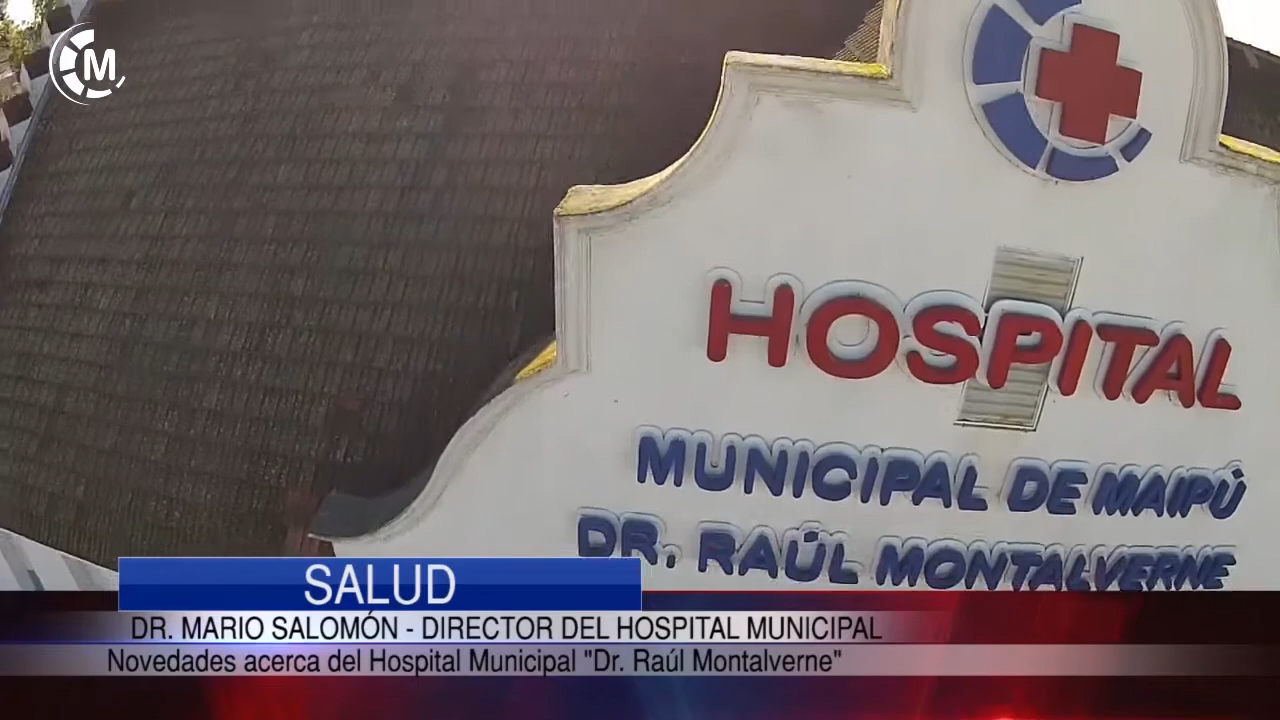 M
HOSPITAL
MUNICIPAL DE MAIPÚ
DR. RAÚL MONTALVERNE
SALUD
DR. MARIO SALOMÓN - DIRECTOR DEL HOSPITAL MUNICIPAL
Novedades acerca del Hospital Municipal "Dr. Raúl Montalverne"